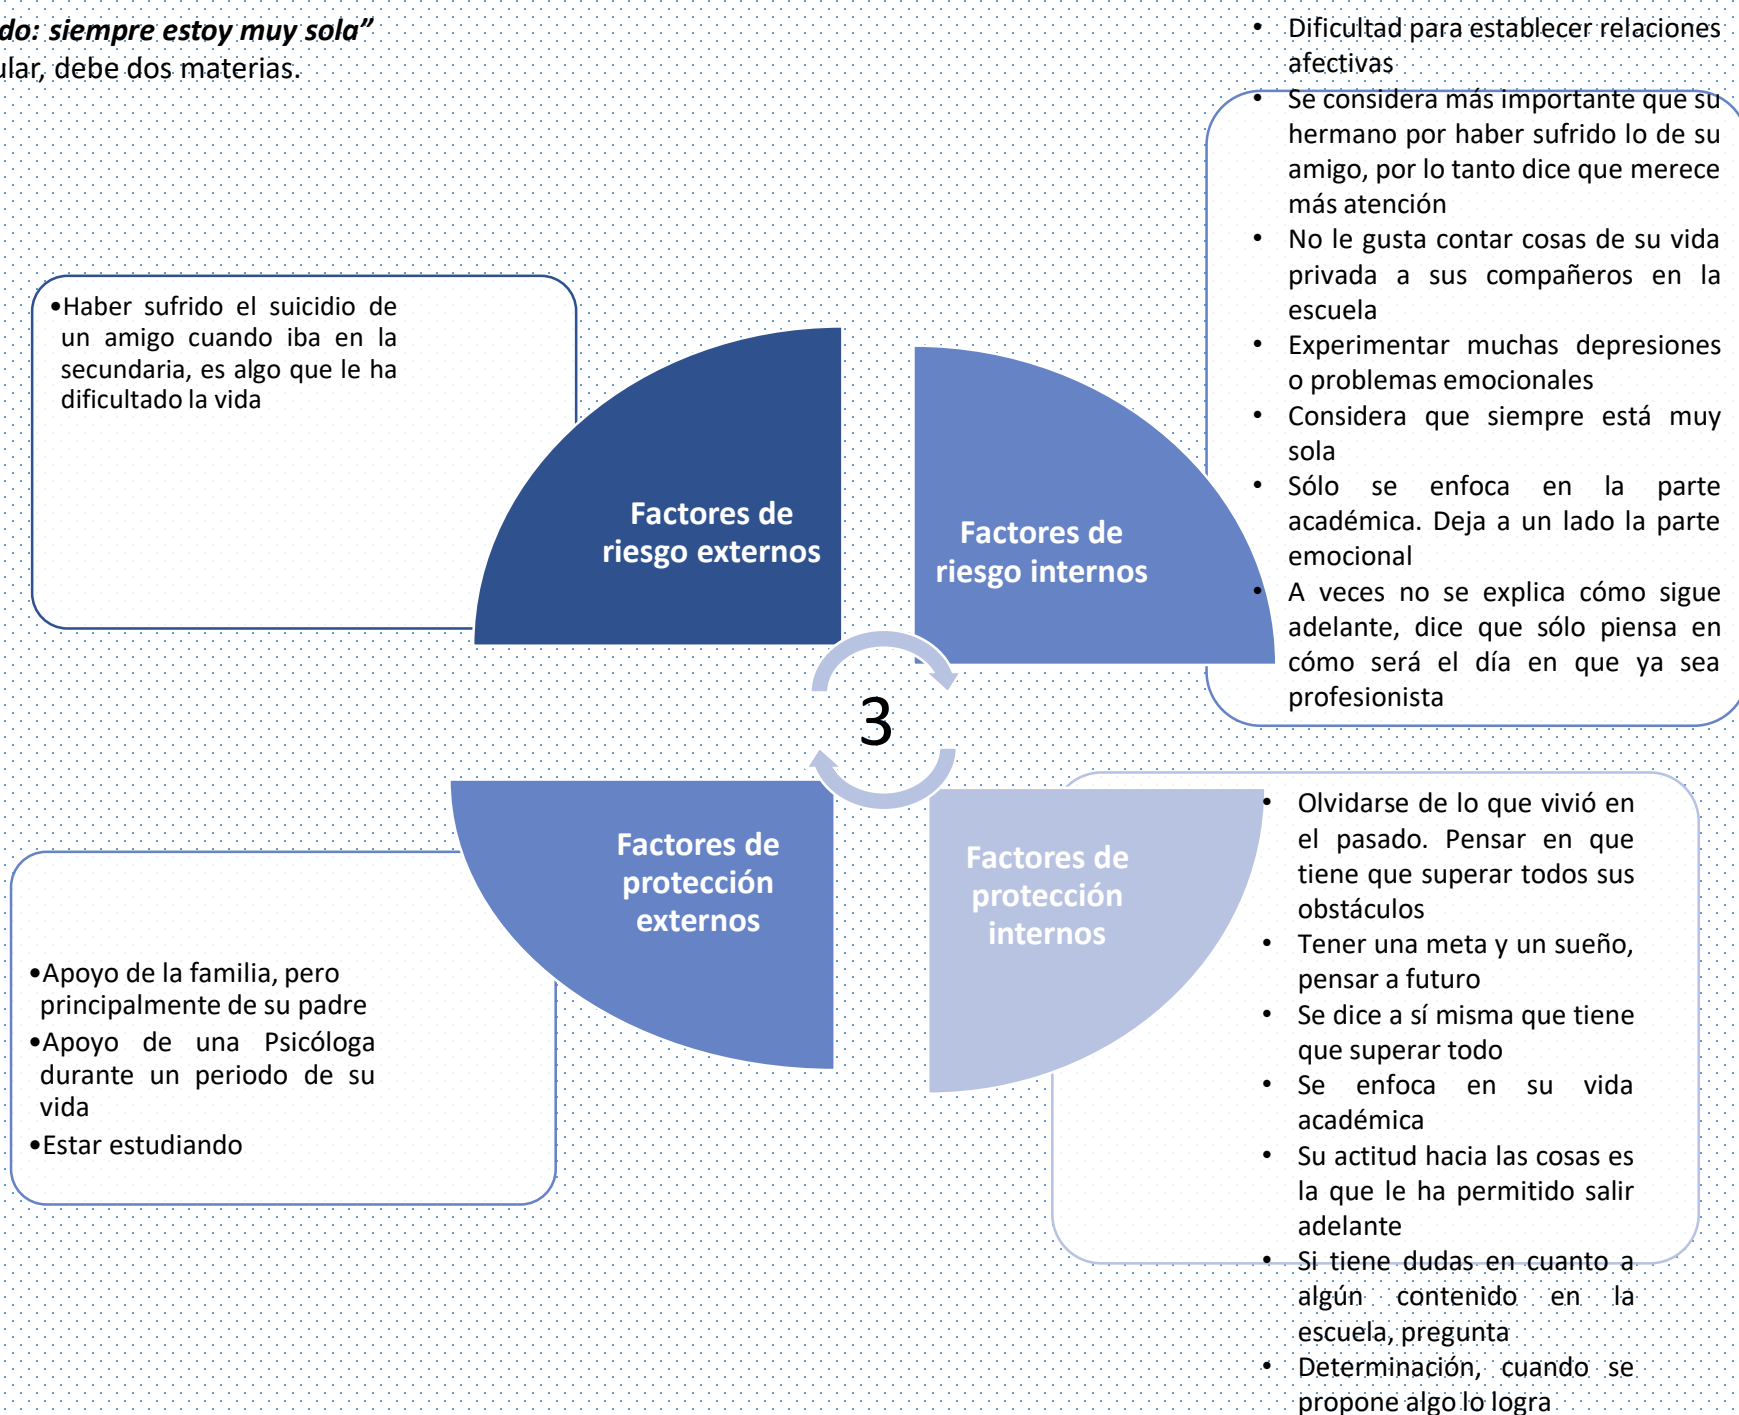 do: siempre estoy muy sola”
ular, debe dos materias.
•Haber sufrido el suicidio de
un amigo cuando iba en la
secundaria, es algo que le ha
dificultado la vida
Factores de
riesgo externos
Factores de
riesgo internos
• Dificultad para establecer relaciones
afectivas
• Se considera más importante que su
hermano por haber sufrido lo de su
amigo, por lo tanto dice que merece
más atención
• No le gusta contar cosas de su vida
privada a sus compañeros en la
escuela
• Experimentar muchas depresiones
o problemas emocionales
• Considera que siempre está muy
sola
• Sólo se enfoca en la parte
académica. Deja a un lado la parte
emocional
• A veces no se explica cómo sigue
adelante, dice que sólo piensa en
cómo será el día en que ya sea
profesionista
3
Factores de
protección
externos
Factores de
protección
internos
•Apoyo de la familia, pero
principalmente de su padre
•Apoyo de una Psicóloga
durante un periodo de su
vida
•Estar estudiando
• Olvidarse de lo que vivió en
el pasado. Pensar en que
tiene que superar todos sus
obstáculos
• Tener una meta y un sueño,
pensar a futuro
• Se dice a sí misma que tiene
que superar todo
• Se enfoca en su vida
académica
• Su actitud hacia las cosas es
la que le ha permitido salir
adelante
• Si tiene dudas en cuanto a
algún contenido en la
escuela, pregunta
• Determinación, cuando se
propone algo lo logra